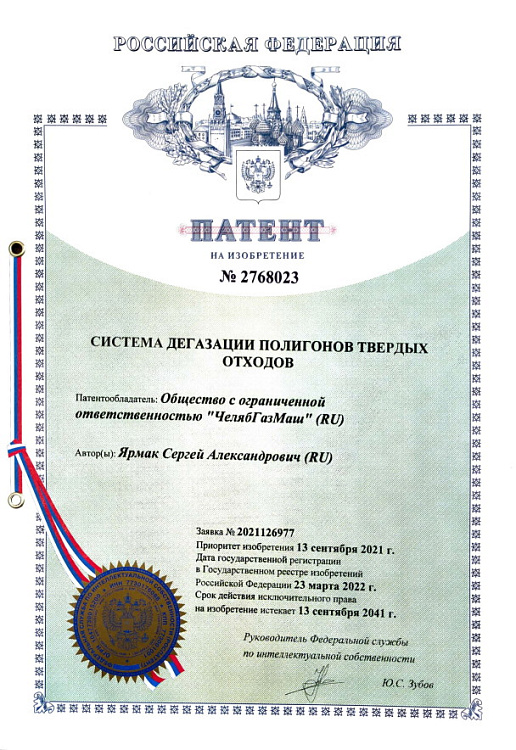 РОССИЙСКАЯ ФЕДЕРАЦИЯ
ПАТЕНТ
НА ИЗОБРЕТЕНИЕ
№ 2768023
СИСТЕМА ДЕГАЗАЦИИ ПОЛИГОНОВ ТВЕРДЫХ
ОТХОДОВ
Патентообладатель: Общество с ограниченной
ответственностью "ЧелябГазМаш" (RU)
Автор(ы): Ярмак Сергей Александрович (RU)
Заявка № 2021126977
Приоритет изобретения 13 сентября 2021 г.
Дата государственной регистрации
в Государственном реестре изобретений
Российской Федерации 23 марта 2022 г.
Срок действия исключительного права
на изобретение истекает 13 сентября 2041 г.
Руководитель Федеральной службы
по интеллектуальной собственности
Ю.С. Зубов